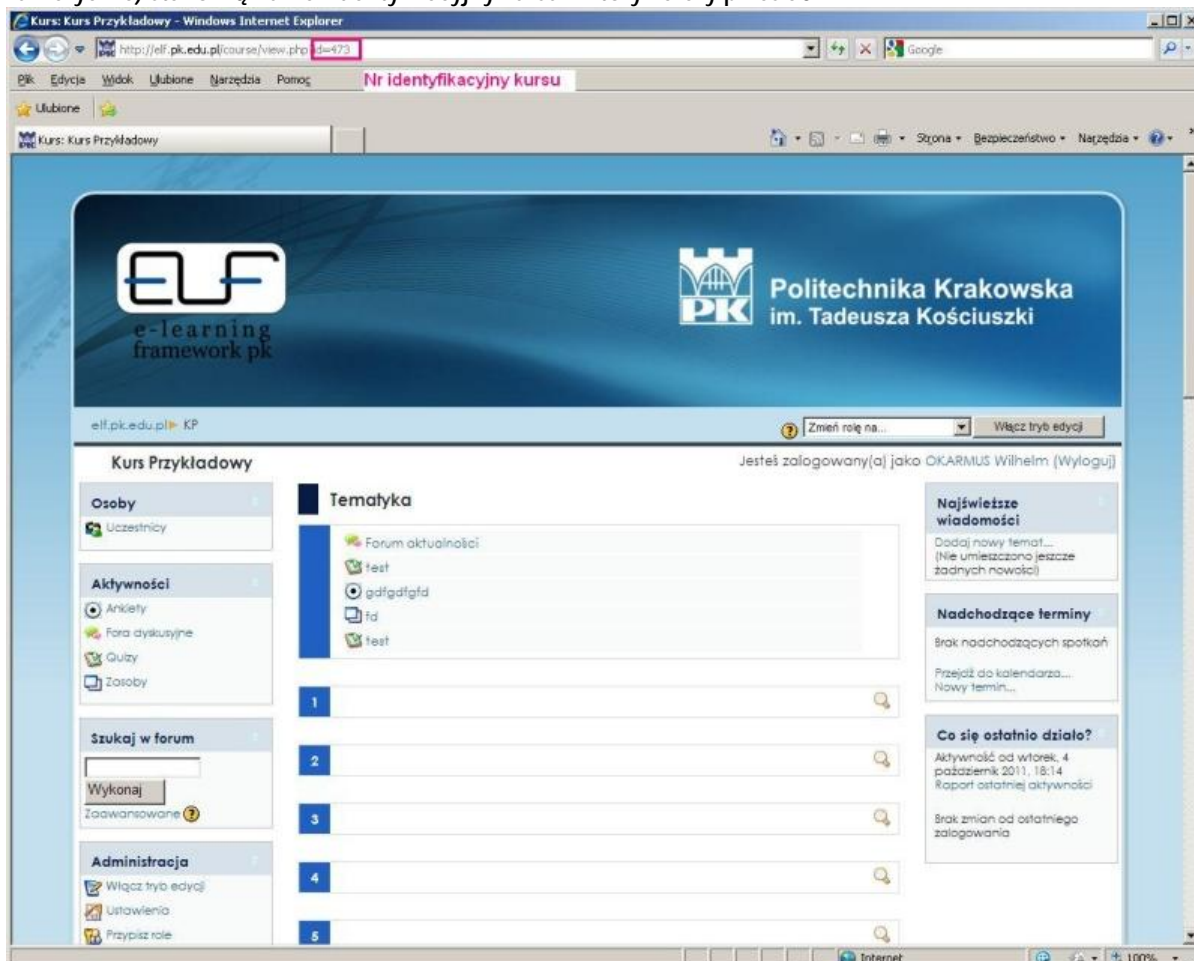 Kurs: Kurs Przykładowy - Windows Internet Explorer
http://elf.pk.edu.pl/course/view.php?id=473
Google
Plik Edycja Widok Ulubione Narzędzia Pomoc
Nr identyfikacyjny kursu
Ulubione
Kurs: Kurs Przykładowy
Strona Bezpieczeństwo Narzędzia
ELF
e-learning
framework pk
PK
Politechnika Krakowska
im. Tadeusza Kościuszki
elf.pk.edu.pl KP
Zmień rolę na...
Włącz tryb edycji
Kurs Przykładowy
Jesteś zalogowany(a) jako OKARMUS Wilhelm (Wyloguj)
Osoby
Uczestnicy
Aktywności
Ankiety
Fora dyskusyjne
Quizy
Zasoby
Szukaj w forum
Wykonaj
Zaawansowane
Administracja
Włącz tryb edycji
Ustawienia
Przypisz role
Tematyka
Forum aktualności
test
gdfgdfgfd
fd
test
1
2
3
4
5
Najświeższe
wiadomości
Dodaj nowy temat...
(Nie umieszczono jeszcze
żadnych nowości)
Nadchodzące terminy
Brak nadchodzących spotkań
Przejdź do kalendarza...
Nowy termin...
Co się ostatnio działo?
Aktywność od wtorek, 4
październik 2011, 18:14
Raport ostatniej aktywności
Brak zmian od ostatniego
zalogowania
Internet
100%